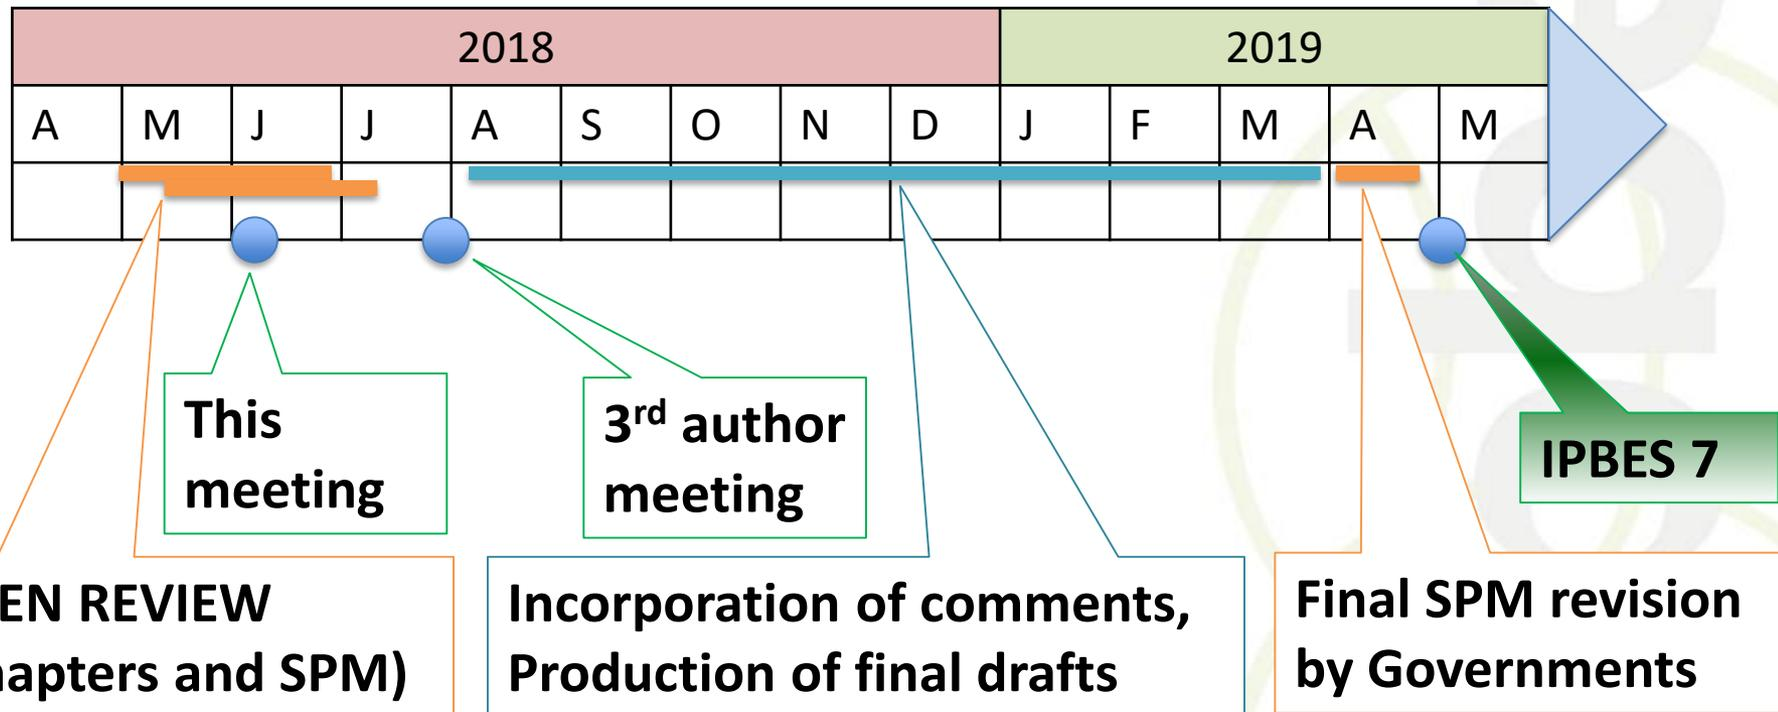 2018 2019
A M J J A S O N D J F M A M
This
meeting
3rd author
meeting
IPBES 7
EN REVIEW
hapters and SPM)
Incorporation of comments,
Production of final drafts
Final SPM revision
by Governments